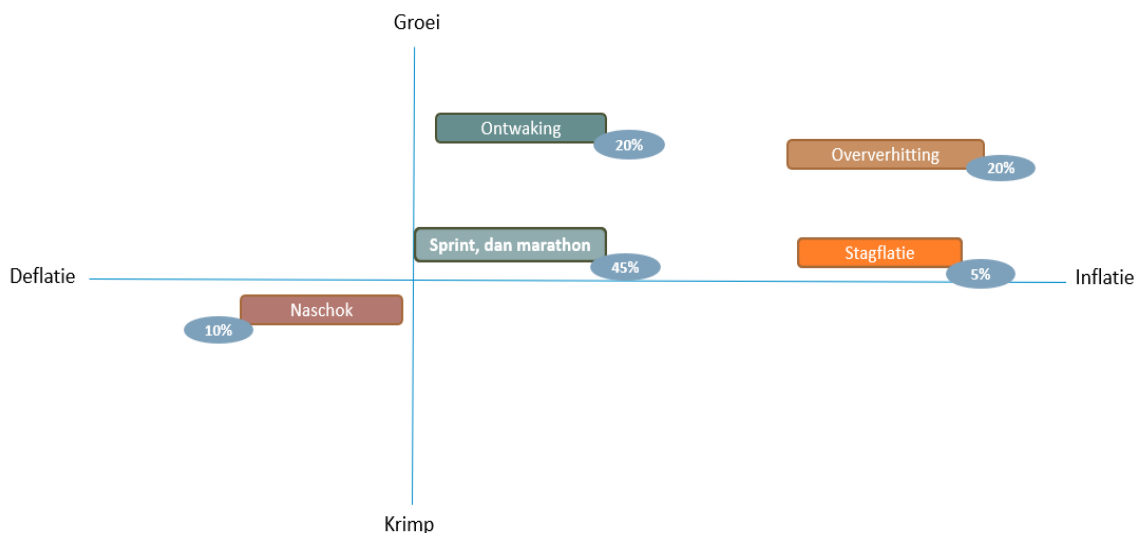 Groei
Ontwaking
20%
Oververhitting
20%
Sprint, dan marathon
45%
Stagflatie
5%
Deflatie
Inflatie
Naschok
10%
Krimp